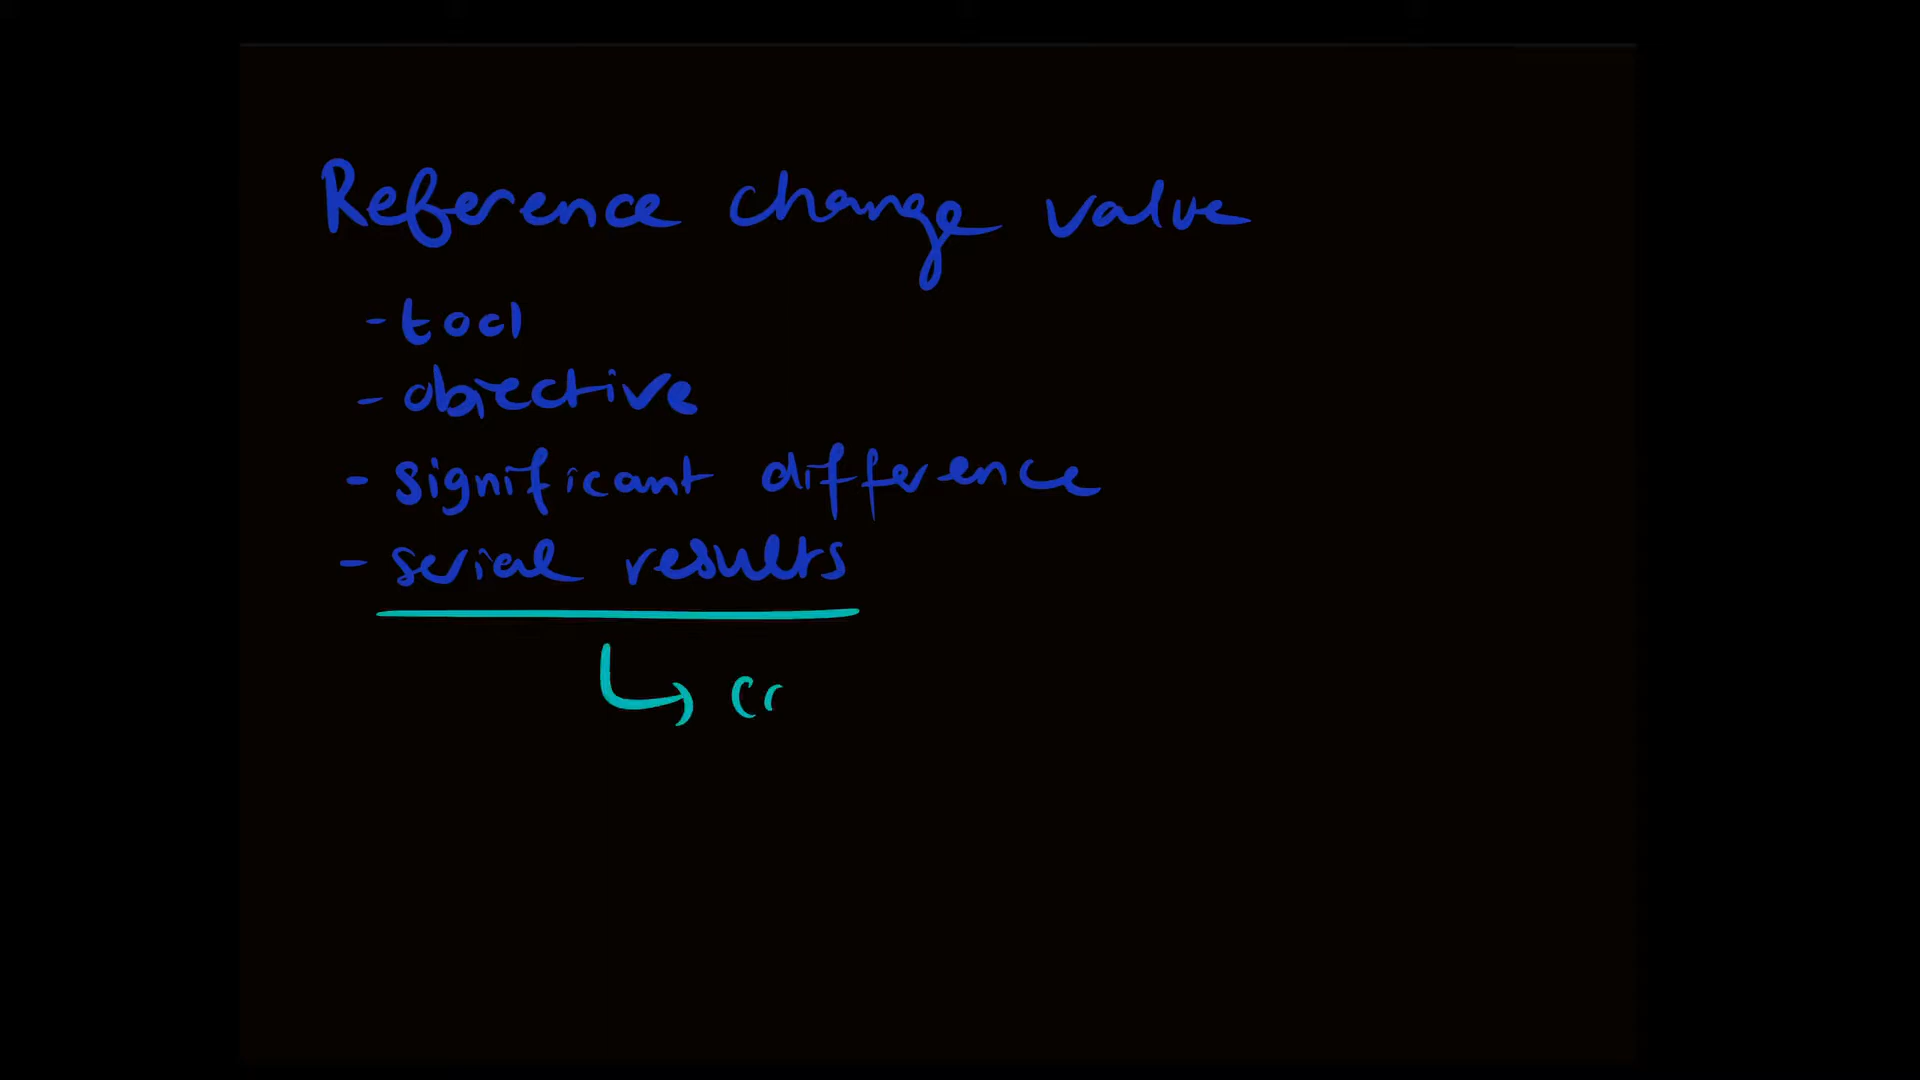 Reference change value
- tool
- objective
- significant difference
- serial results